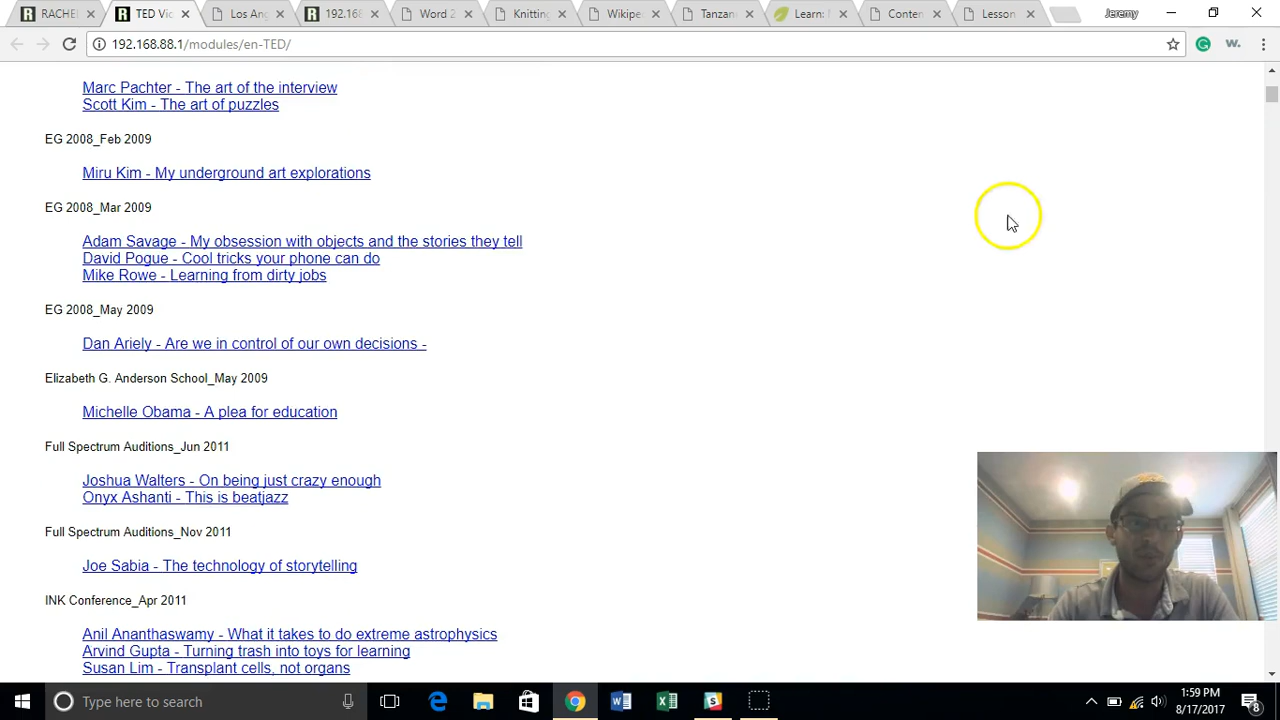 RACHEL
TED Vid
Los Ang
192.168
Word 2
Knitting
Wikipe
Tanzan
Learn: M
Conten
Lesson
Jeremy
192.168.88.1/modules/en-TED/
W.
Marc Pachter - The art of the interview
Scott Kim - The art of puzzles
EG 2008_Feb 2009
Miru Kim - My underground art explorations
EG 2008_Mar 2009
Adam Savage - My obsession with objects and the stories they tell
David Pogue - Cool tricks your phone can do
Mike Rowe - Learning from dirty jobs
EG 2008_May 2009
Dan Ariely - Are we in control of our own decisions -
Elizabeth G. Anderson School_May 2009
Michelle Obama - A plea for education
Full Spectrum Auditions_Jun 2011
Joshua Walters - On being just crazy enough
Onyx Ashanti - This is beatjazz
Full Spectrum Auditions_Nov 2011
Joe Sabia - The technology of storytelling
INK Conference_Apr 2011
Anil Ananthaswamy - What it takes to do extreme astrophysics
Arvind Gupta - Turning trash into toys for learning
Susan Lim - Transplant cells, not organs
Type here to search
1:59 PM
8/17/2017
8